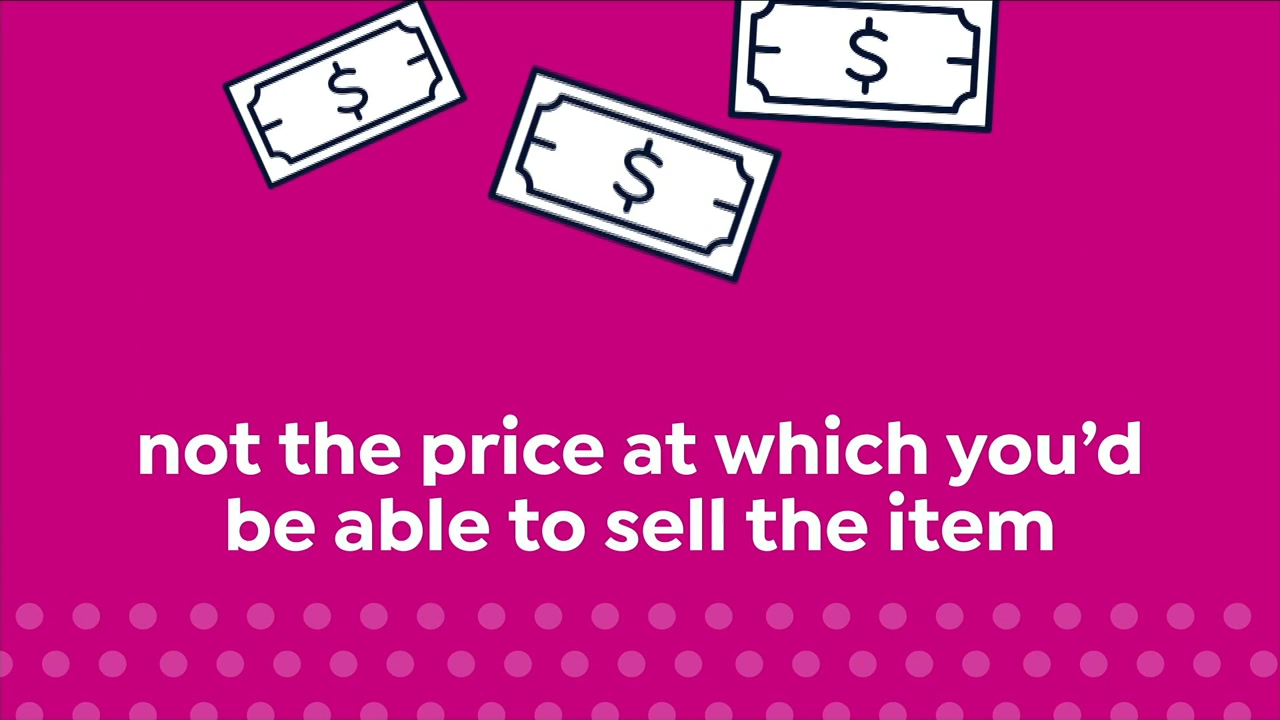 $
$
$
not the price at which you’d
be able to sell the item